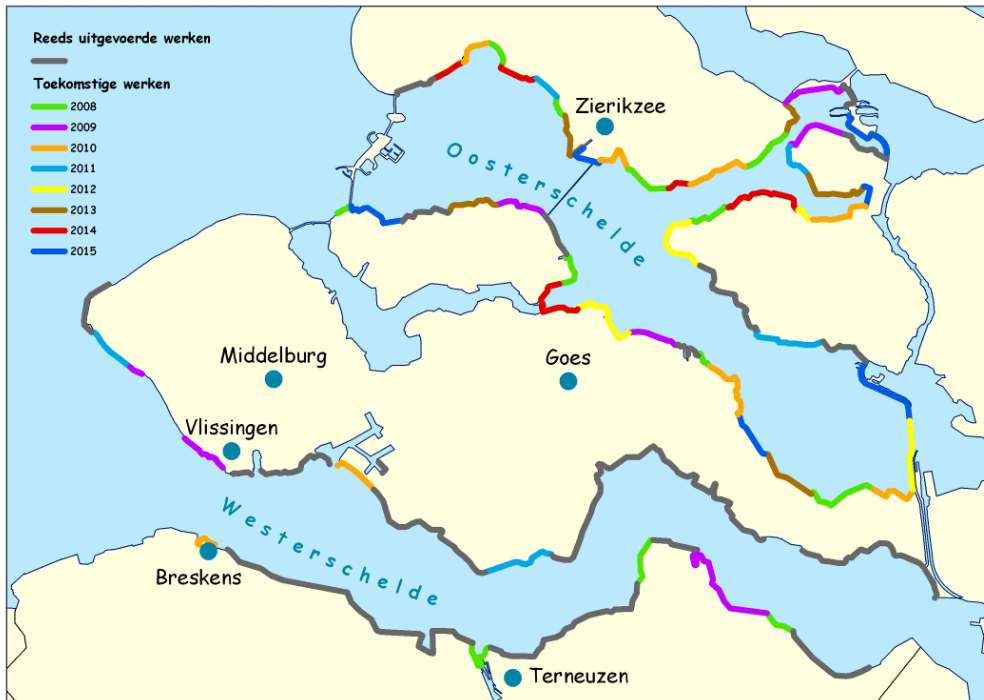 Reeds uitgevoerde werken
Toekomstige werken
2008
2009
2010
2011
2012
2013
2014
2015
Zierikzee
Oosterschelde
Middelburg
Goes
Vlissingen
Westerschelde
Breskens
Terneuzen